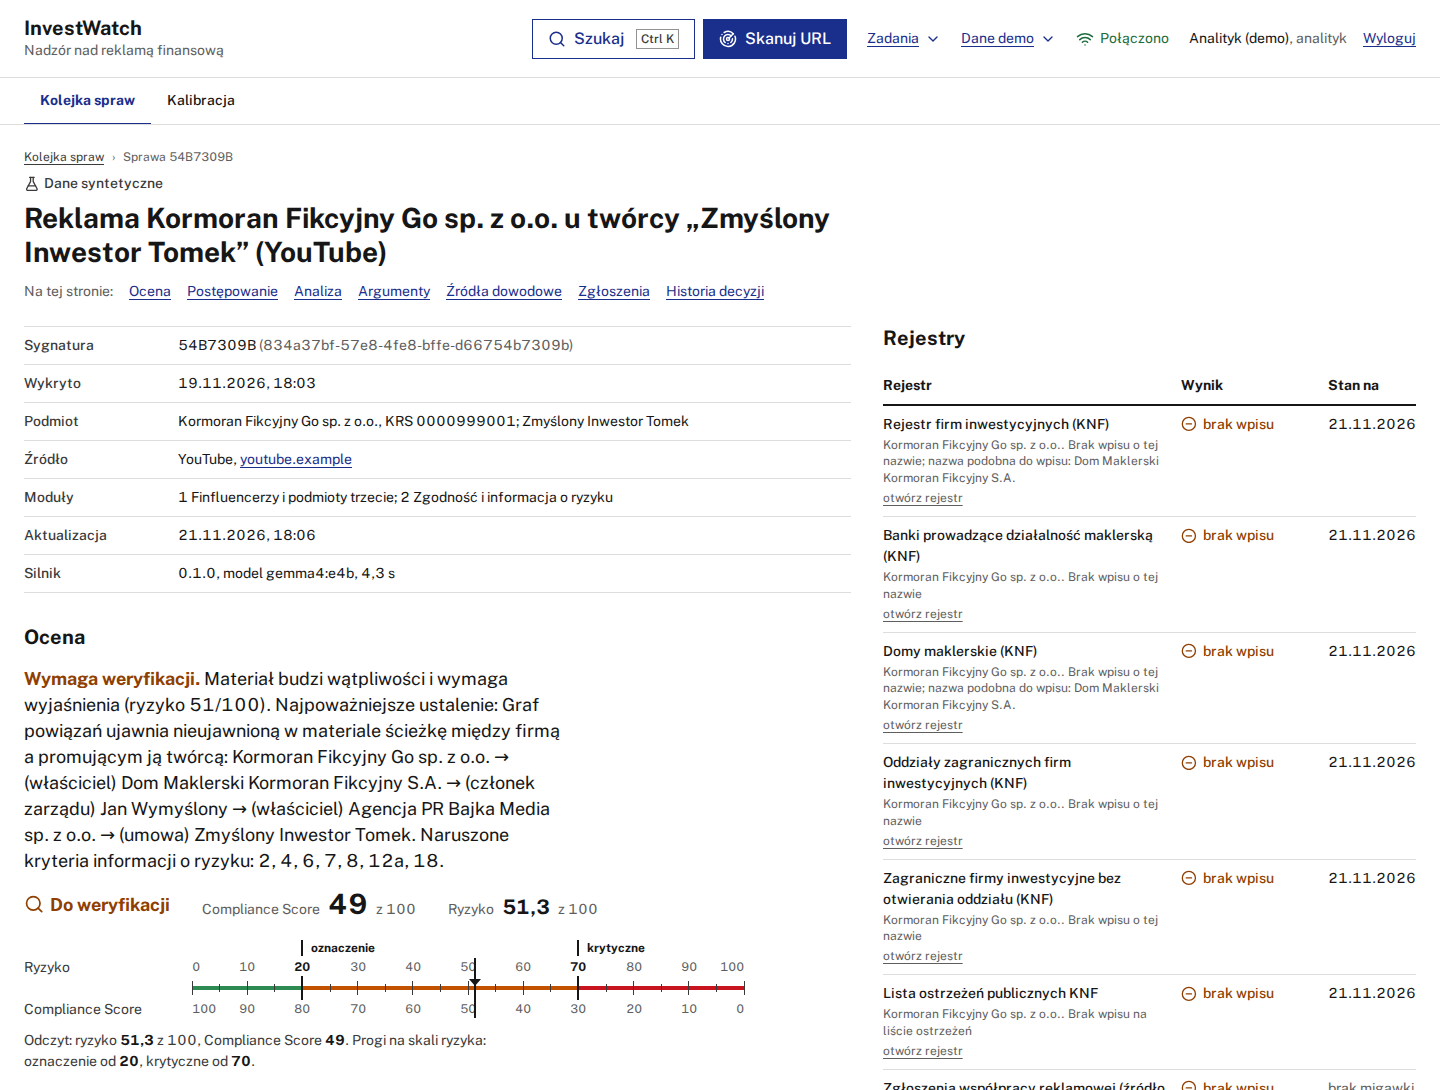 InvestWatch
Nadzór nad reklamą finansową
Szukaj Ctrl K
Skanuj URL
Zadania
Dane demo
Połączono
Analityk (demo), analityk
Wyloguj
Kolejka spraw
Kalibracja
Kolejka spraw › Sprawa 54B7309B
Dane syntetyczne
Reklama Kormoran Fikcyjny Go sp. z o.o. u twórcy „Zmyślony
Inwestor Tomek” (YouTube)
Na tej stronie: Ocena Postępowanie Analiza Argumenty Źródła dowodowe Zgłoszenia Historia decyzji
Sygnatura 54B7309B (834a37bf-57e8-4fe8-bffe-d66754b7309b)
Wykryto 19.11.2026, 18:03
Podmiot Kormoran Fikcyjny Go sp. z o.o., KRS 0000999001; Zmyślony Inwestor Tomek
Źródło YouTube, youtube.example
Moduły 1 Finfluencerzy i podmioty trzecie; 2 Zgodność i informacja o ryzyku
Aktualizacja 21.11.2026, 18:06
Silnik 0.1.0, model gemma4:e4b, 4,3 s
Ocena
Wymaga weryfikacji. Materiał budzi wątpliwości i wymaga
wyjaśnienia (ryzyko 51/100). Najpoważniejsze ustalenie: Graf
powiązań ujawnia nieujawnioną w materiale ścieżkę między firmą
a promującym ją twórcą: Kormoran Fikcyjny Go sp. z o.o. →
(właściciel) Dom Maklerski Kormoran Fikcyjny S.A. → (członek
zarządu) Jan Wymyślony → (właściciel) Agencja PR Bajka Media
sp. z o.o. → (umowa) Zmyślony Inwestor Tomek. Naruszone
kryteria informacji o ryzyku: 2, 4, 6, 7, 8, 12a, 18.
Do weryfikacji Compliance Score 49 z 100 Ryzyko 51,3 z 100
oznaczenie krytyczne
Ryzyko 0 10 20 30 40 50 60 70 80 90 100
Compliance Score 100 90 80 70 60 50 40 30 20 10 0
Odczyt: ryzyko 51,3 z 100, Compliance Score 49. Progi na skali ryzyka:
oznaczenie od 20, krytyczne od 70.
Rejestry
Rejestr Wynik Stan na
Rejestr firm inwestycyjnych (KNF) brak wpisu 21.11.2026
Kormoran Fikcyjny Go sp. z o.o.. Brak wpisu o tej
nazwie; nazwa podobna do wpisu: Dom Maklerski
Kormoran Fikcyjny S.A.
otwórz rejestr
Banki prowadzące działalność maklerską brak wpisu 21.11.2026
(KNF)
Kormoran Fikcyjny Go sp. z o.o.. Brak wpisu o tej
nazwie
otwórz rejestr
Domy maklerskie (KNF) brak wpisu 21.11.2026
Kormoran Fikcyjny Go sp. z o.o.. Brak wpisu o tej
nazwie; nazwa podobna do wpisu: Dom Maklerski
Kormoran Fikcyjny S.A.
otwórz rejestr
Oddziały zagranicznych firm brak wpisu 21.11.2026
inwestycyjnych (KNF)
Kormoran Fikcyjny Go sp. z o.o.. Brak wpisu o tej
nazwie
otwórz rejestr
Zagraniczne firmy inwestycyjne bez brak wpisu 21.11.2026
otwierania oddziału (KNF)
Kormoran Fikcyjny Go sp. z o.o.. Brak wpisu o tej
nazwie
otwórz rejestr
Lista ostrzeżeń publicznych KNF brak wpisu 21.11.2026
Kormoran Fikcyjny Go sp. z o.o.. Brak wpisu na
liście ostrzeżeń
otwórz rejestr
Zgłoszenia współpracy reklamowej (źródło brak wpisu brak migawki